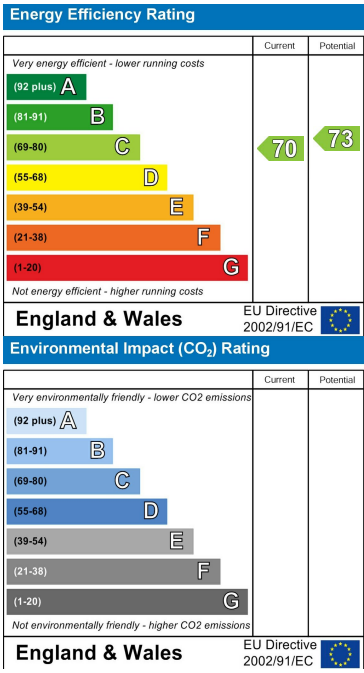 Energy Efficiency Rating
Current Potential
Very energy efficient - lower running costs
(92 plus) A
(81-91) B
(69-80) C
(55-68) D
(39-54) E
(21-38) F
(1-20) G
70
73
Not energy efficient - higher running costs
England & Wales
EU Directive
2002/91/EC
Environmental Impact (CO₂) Rating
Current Potential
Very environmentally friendly - lower CO2 emissions
(92 plus) A
(81-91) B
(69-80) C
(55-68) D
(39-54) E
(21-38) F
(1-20) G
Not environmentally friendly - higher CO2 emissions
England & Wales
EU Directive
2002/91/EC